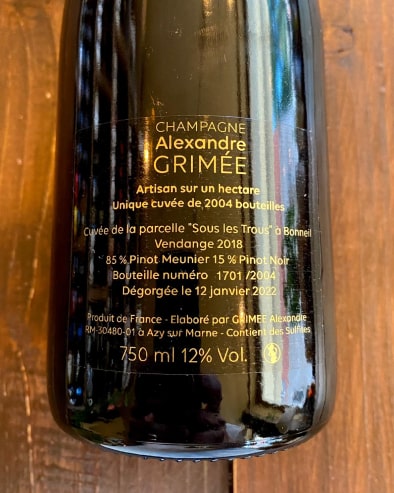 CHAMPAGNE
Alexandre
GRIMÉE
Artisan sur un hectare
Unique cuvée de 2004 bouteilles
Cuvée de la parcelle "Sous les Trous" à Bonneil
Vendange 2018
85 % Pinot Meunier 15 % Pinot Noir
Bouteille numéro 1701 /2004
Dégorgée le 12 janvier 2022
Produit de France - Elaboré par GRIMEE Alexandre
RM-30480-01 à Azy sur Marne - Contient des Sulfites
750 ml 12% Vol.